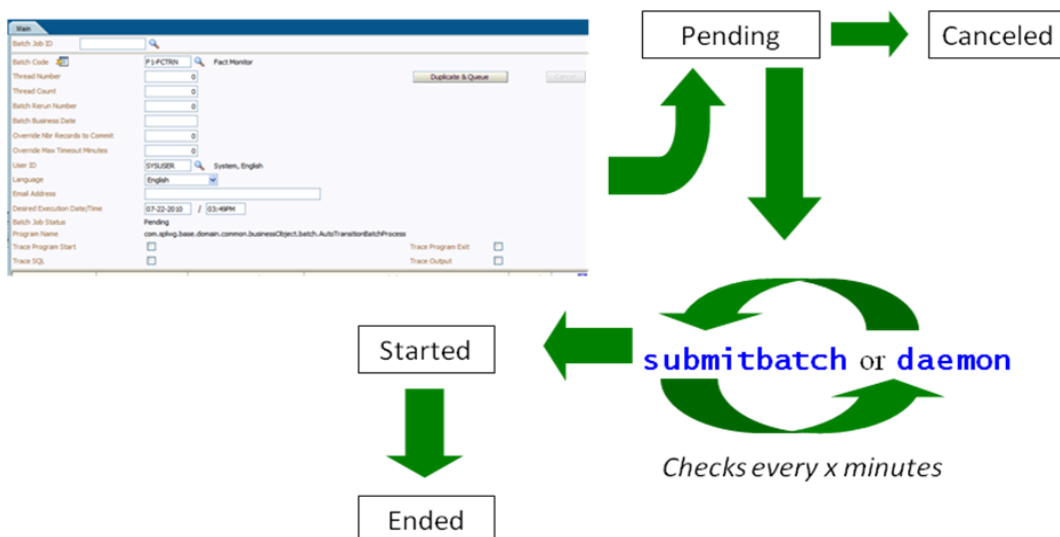 Main
Batch Job ID
Batch Code F1-FCTRN Fact Monitor
Thread Number 0 Duplicate & Queue Cancel
Thread Count 0
Batch Rerun Number 0
Batch Business Date
Override Nbr Records to Commit 0
Override Max Timeout Minutes 0
User ID SYSUSER System, English
Language English
Email Address
Desired Execution Date/Time 07-22-2010 / 03:49PM
Batch Job Status Pending
Program Name com.splwg.base.domain.common.businessObject.batch.AutoTransitionBatchProcess
Trace Program Start Trace Program Exit
Trace SQL Trace Output
Pending
Canceled
submitbatch or daemon
Checks every x minutes
Started
Ended